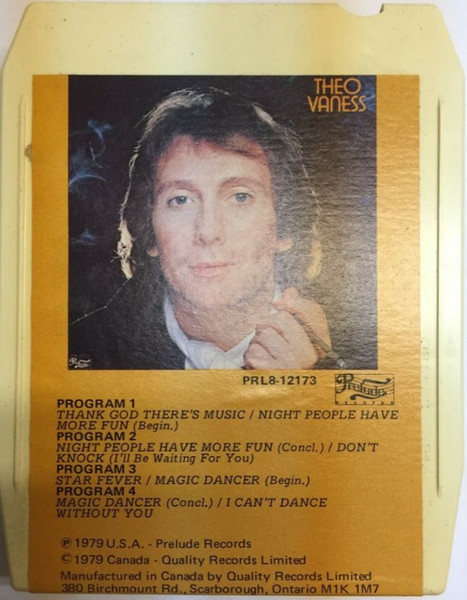 THEO
VANESS
PRL8-12173
Prelude
RECORDS
PROGRAM 1
THANK GOD THERE'S MUSIC / NIGHT PEOPLE HAVE
MORE FUN (Begin.)
PROGRAM 2
NIGHT PEOPLE HAVE MORE FUN (Concl.) / DON'T
KNOCK (I'll Be Waiting For You)
PROGRAM 3
STAR FEVER / MAGIC DANCER (Begin.)
PROGRAM 4
MAGIC DANCER (Concl.) / I CAN'T DANCE
WITHOUT YOU
℗ 1979 U.S.A. - Prelude Records
© 1979 Canada - Quality Records Limited
Manufactured in Canada by Quality Records Limited
380 Birchmount Rd., Scarborough, Ontario M1K 1M7